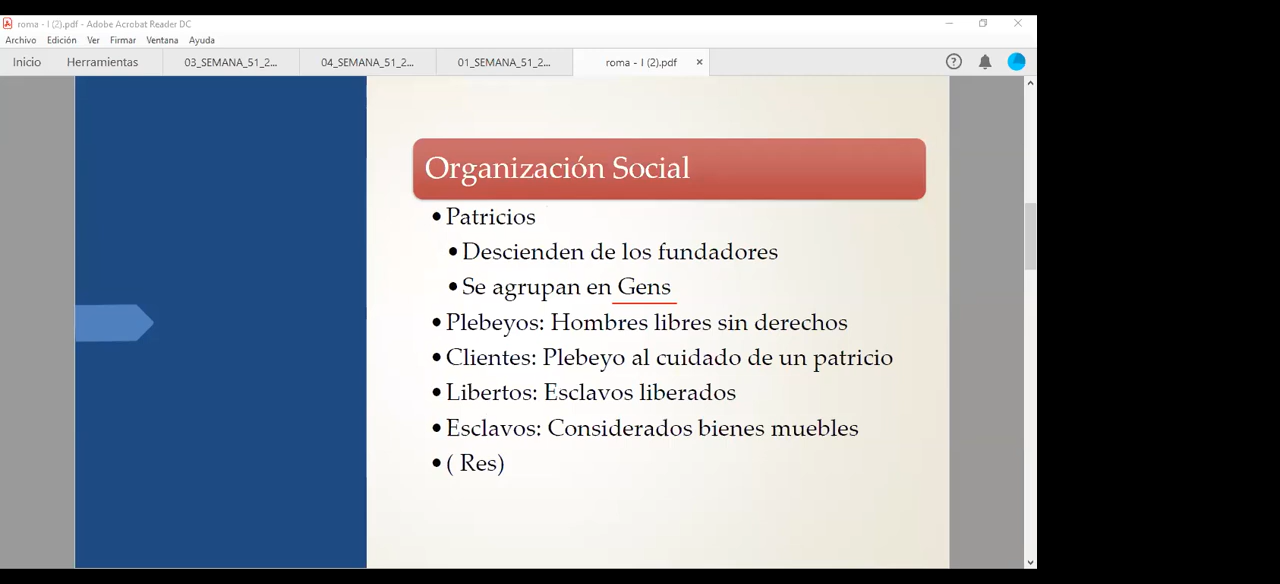 roma - I (2).pdf - Adobe Acrobat Reader DC
Archivo Edición Ver Firmar Ventana Ayuda
Inicio Herramientas 03_SEMANA_51_2... 04_SEMANA_51_2... 01_SEMANA_51_2... roma - I (2).pdf ×
Organización Social
• Patricios
• Descienden de los fundadores
• Se agrupan en Gens
• Plebeyos: Hombres libres sin derechos
• Clientes: Plebeyo al cuidado de un patricio
• Libertos: Esclavos liberados
• Esclavos: Considerados bienes muebles
• ( Res)